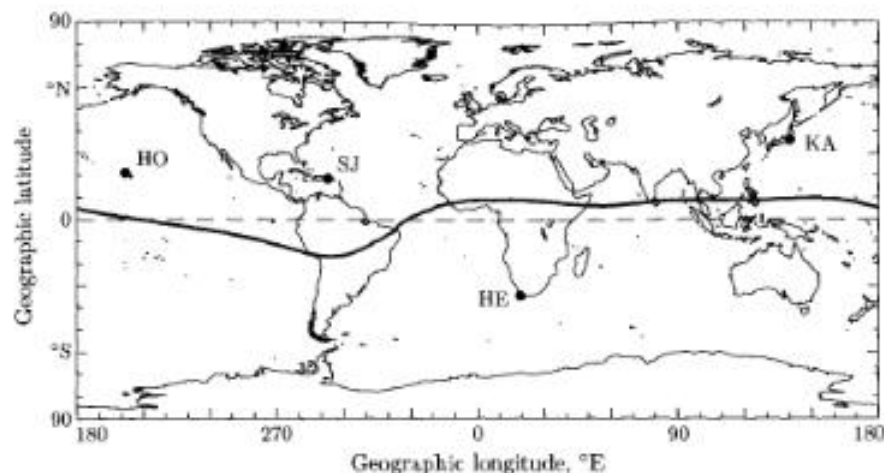 90
°N
HO
SJ
KA
0
HE
°S
90
180
270
0
90
180
Geographic latitude
Geographic longitude, °E